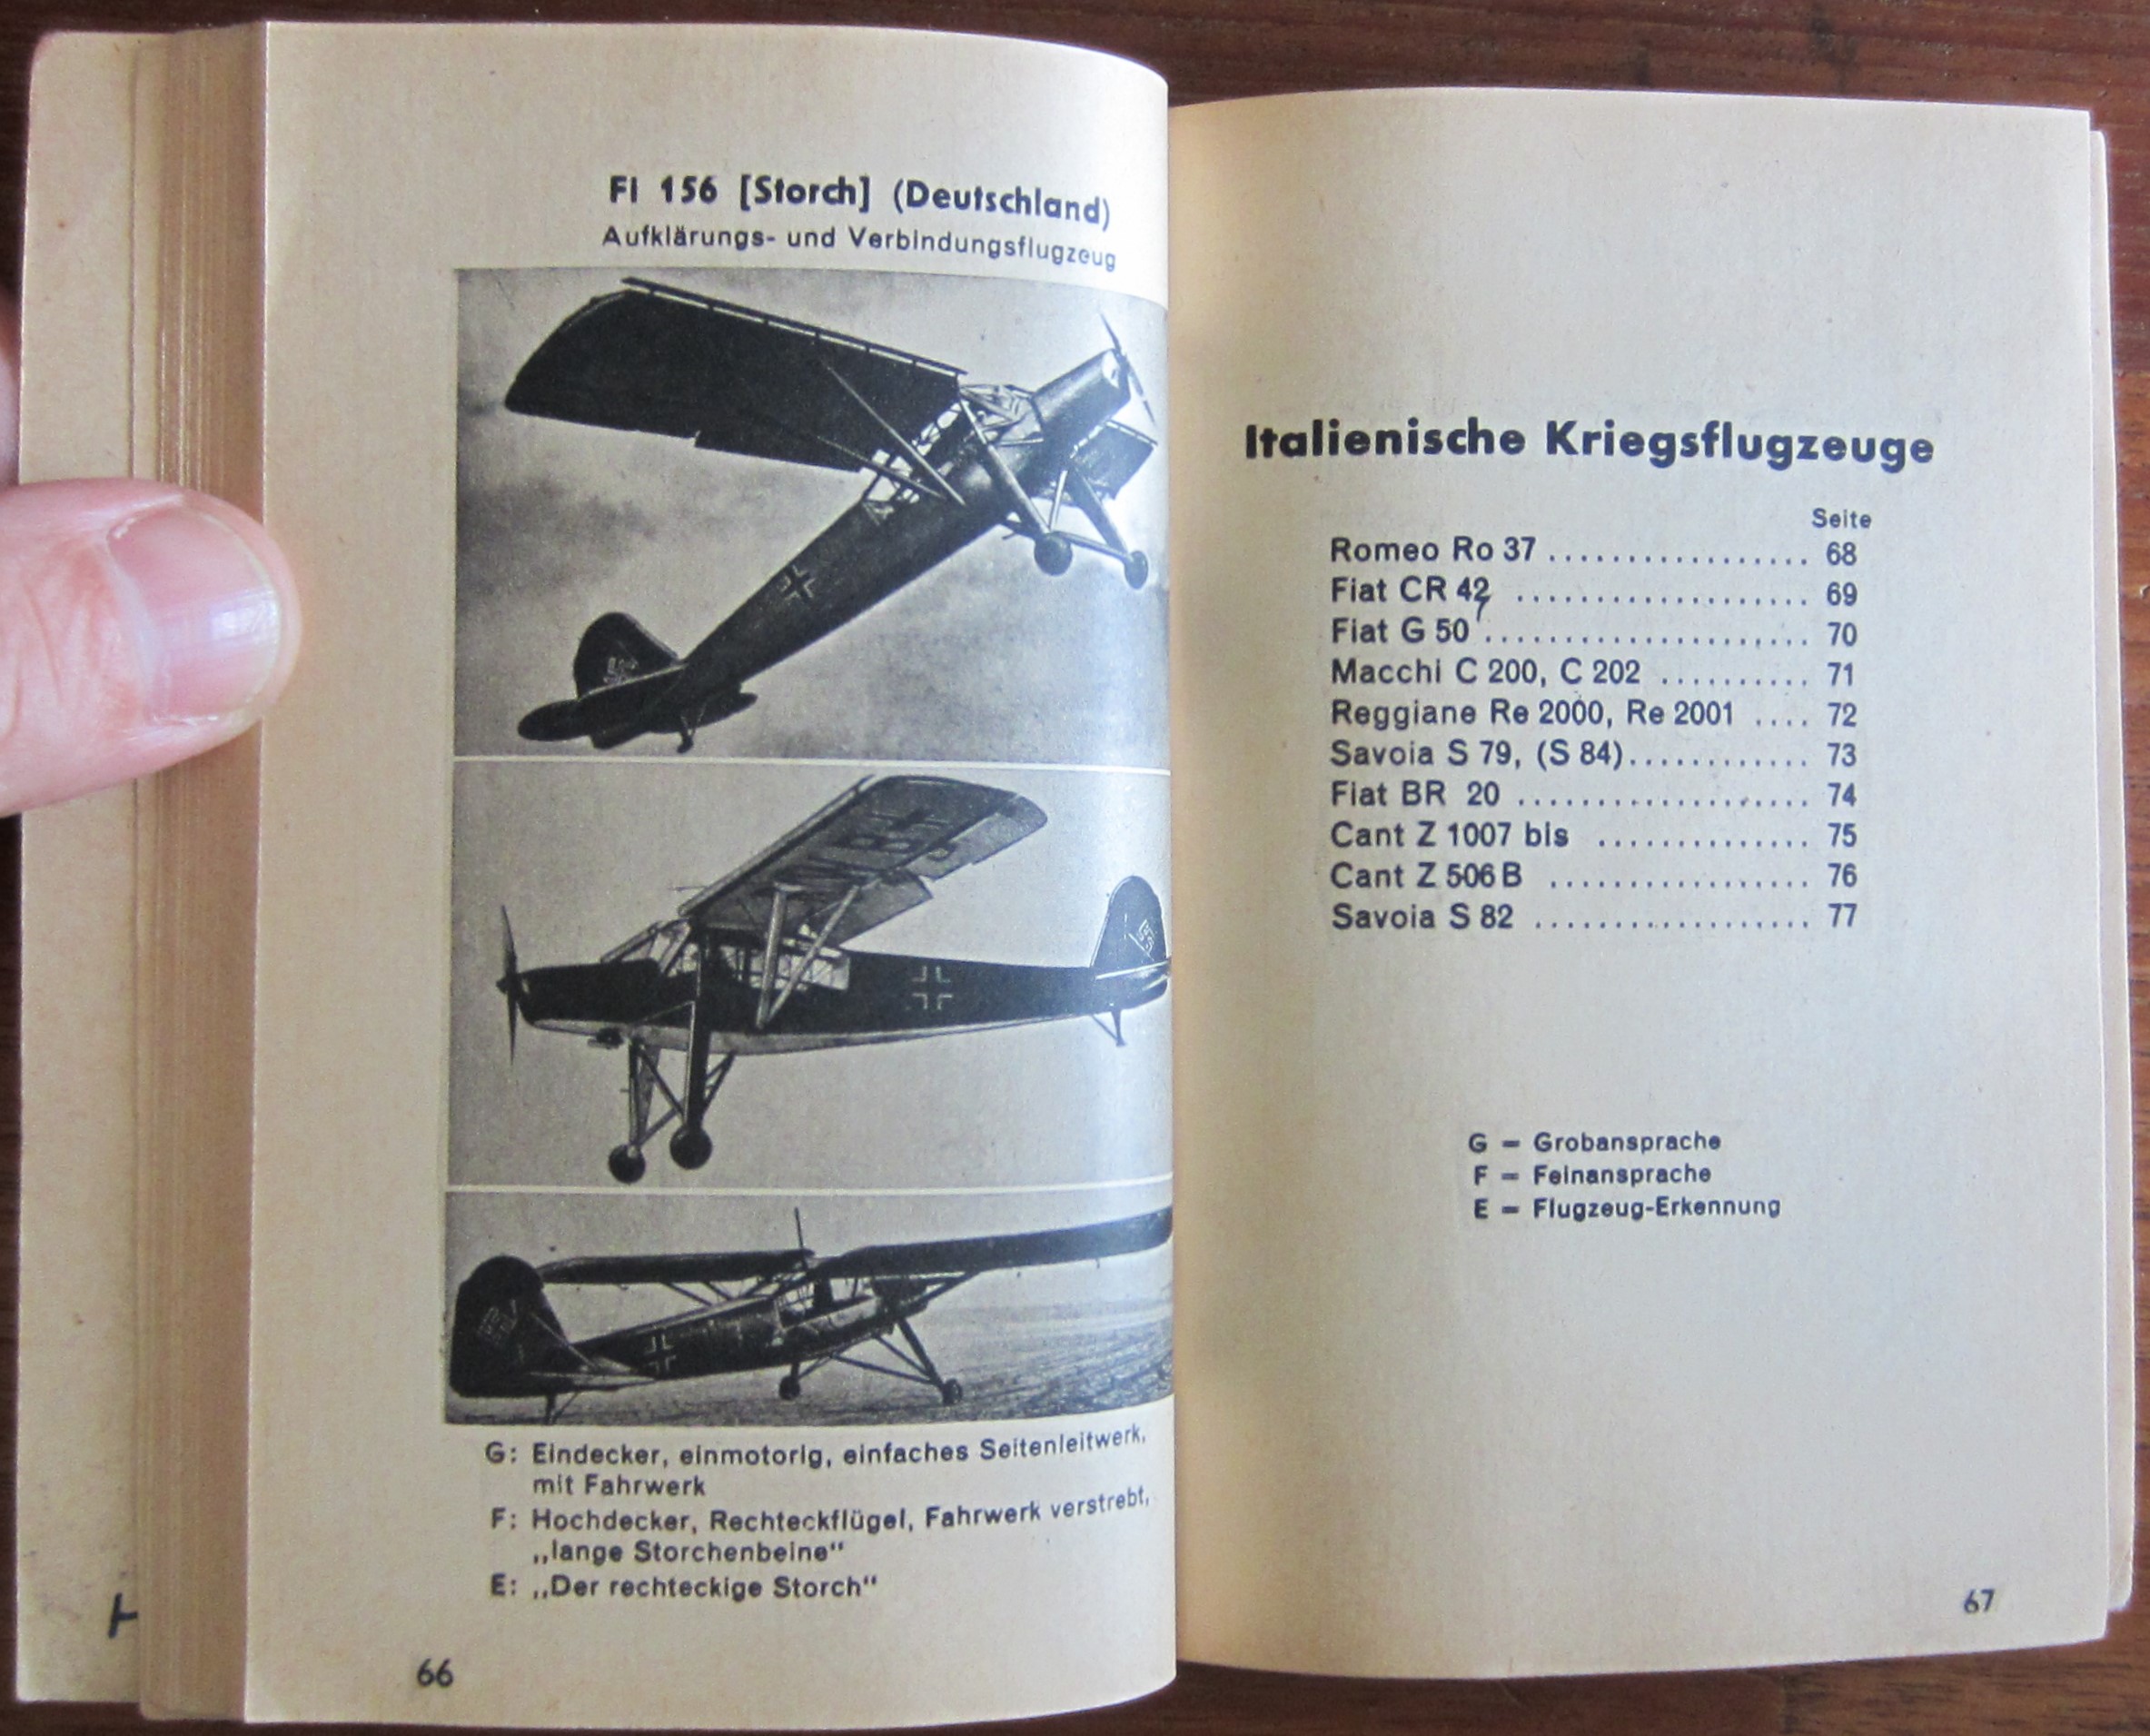 Fi 156 [Storch] (Deutschland)
Aufklärungs- und Verbindungsflugzeug
G: Eindecker, einmotorig, einfaches Seitenleitwerk,
mit Fahrwerk
F: Hochdecker, Rechteckflügel, Fahrwerk verstrebt,
„lange Storchenbeine“
E: „Der rechteckige Storch“
66
Italienische Kriegsflugzeuge
Seite
Romeo Ro 37 .................. 68
Fiat CR 42 ................... 69
Fiat G 50 ..................... 70
Macchi C 200, C 202 .......... 71
Reggiane Re 2000, Re 2001 .... 72
Savoia S 79, (S 84)............ 73
Fiat BR 20 ................... 74
Cant Z 1007 bis .............. 75
Cant Z 506 B ................. 76
Savoia S 82 .................. 77
G = Grobansprache
F = Feinansprache
E = Flugzeug-Erkennung
67